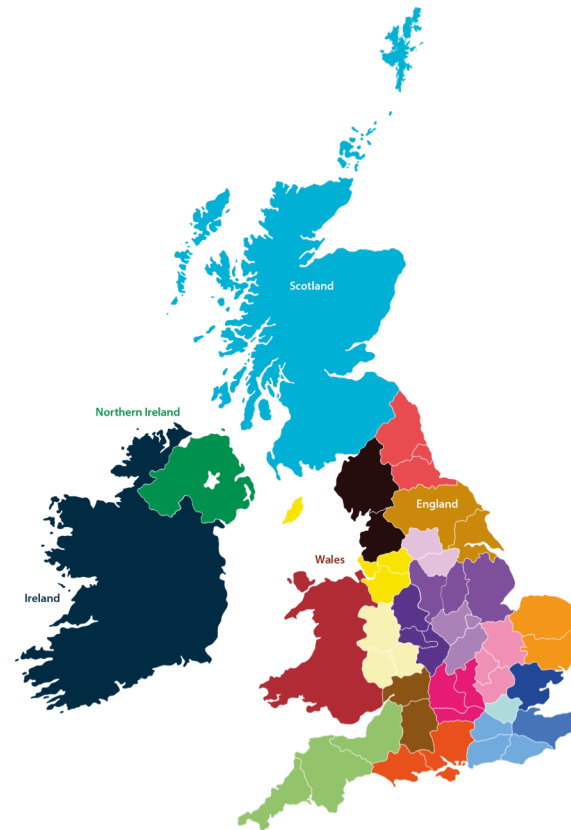 Scotland
Northern Ireland
England
Wales
Ireland